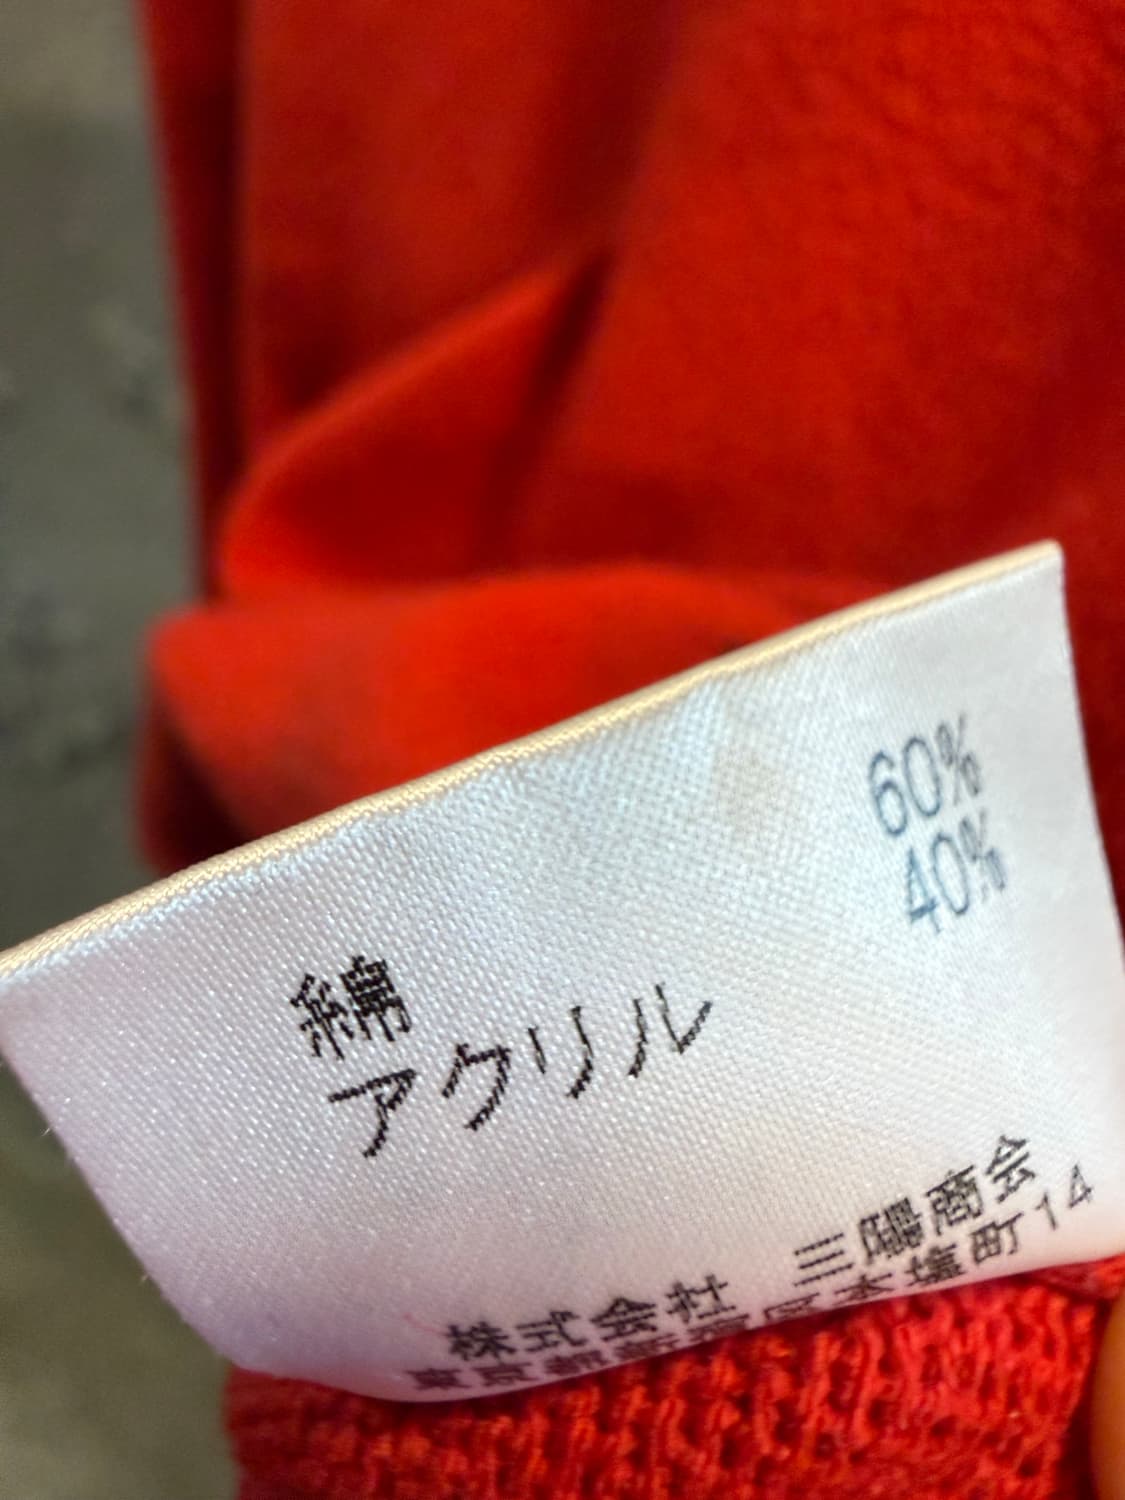 綿 60%
アクリル 40%
株式会社 三陽商会
東京都新宿区本塩町14